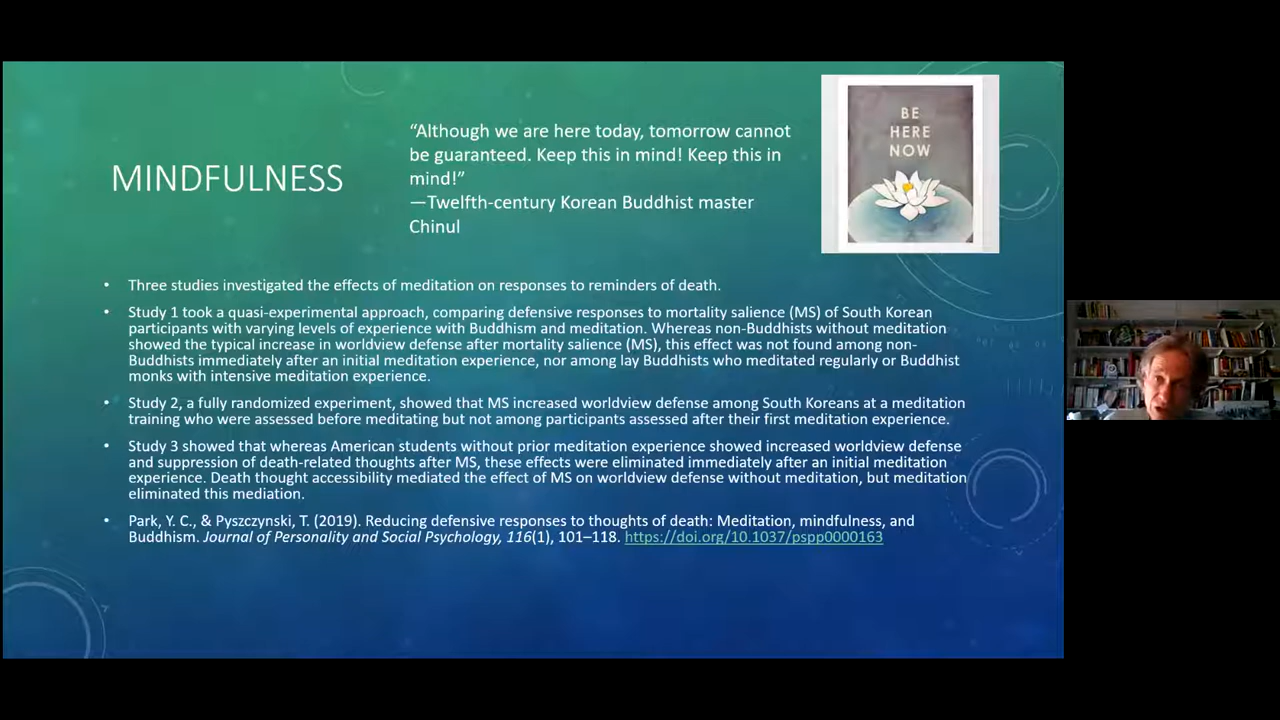 MINDFULNESS
“Although we are here today, tomorrow cannot
be guaranteed. Keep this in mind! Keep this in
mind!”
—Twelfth-century Korean Buddhist master
Chinul
BE
HERE
NOW
• Three studies investigated the effects of meditation on responses to reminders of death.
• Study 1 took a quasi-experimental approach, comparing defensive responses to mortality salience (MS) of South Korean
participants with varying levels of experience with Buddhism and meditation. Whereas non-Buddhists without meditation
showed the typical increase in worldview defense after mortality salience (MS), this effect was not found among non-
Buddhists immediately after an initial meditation experience, nor among lay Buddhists who meditated regularly or Buddhist
monks with intensive meditation experience.
• Study 2, a fully randomized experiment, showed that MS increased worldview defense among South Koreans at a meditation
training who were assessed before meditating but not among participants assessed after their first meditation experience.
• Study 3 showed that whereas American students without prior meditation experience showed increased worldview defense
and suppression of death-related thoughts after MS, these effects were eliminated immediately after an initial meditation
experience. Death thought accessibility mediated the effect of MS on worldview defense without meditation, but meditation
eliminated this mediation.
• Park, Y. C., & Pyszczynski, T. (2019). Reducing defensive responses to thoughts of death: Meditation, mindfulness, and
Buddhism. Journal of Personality and Social Psychology, 116(1), 101–118. https://doi.org/10.1037/pspp0000163